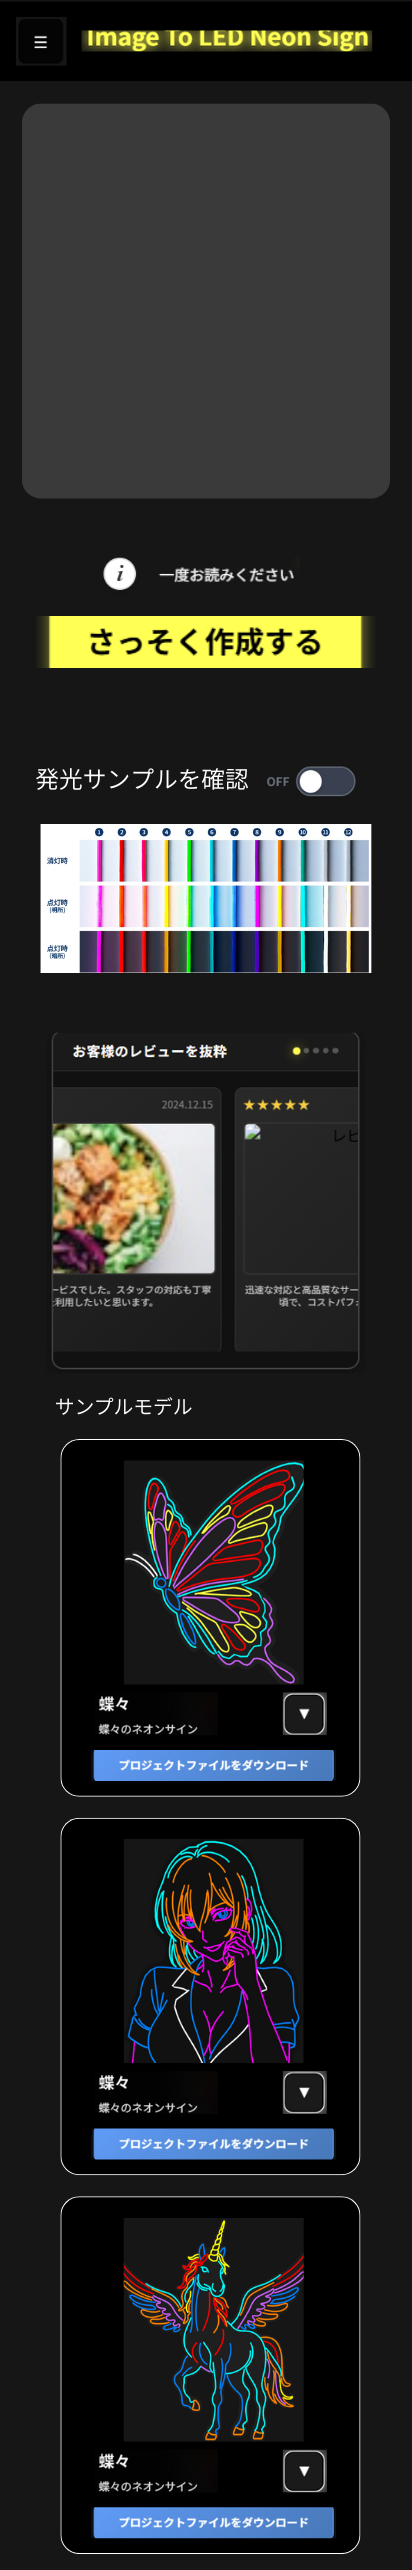 ☰
Image To LED Neon Sign
i
一度お読みください
さっそく作成する
発光サンプルを確認
OFF
1 2 3 4 5 6 7 8 9 10 11 12
消灯時
点灯時
(明所)
点灯時
(暗所)
お客様のレビューを抜粋
2024.12.15
★★★★★
レビ
ービスでした。スタッフの対応も丁寧
利用したいと思います。
迅速な対応と高品質なサー
頃で、コストパフォ
サンプルモデル
蝶々
▼
蝶々のネオンサイン
プロジェクトファイルをダウンロード
蝶々
▼
蝶々のネオンサイン
プロジェクトファイルをダウンロード
蝶々
▼
蝶々のネオンサイン
プロジェクトファイルをダウンロード